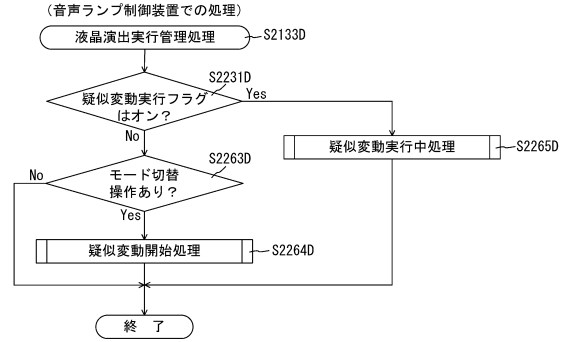 （音声ランプ制御装置での処理）
液晶演出実行管理処理
S2133D
S2231D
疑似変動実行フラグ
はオン？
Yes
No
疑似変動実行中処理
S2265D
S2263D
モード切替
操作あり？
No
Yes
疑似変動開始処理
S2264D
終 了